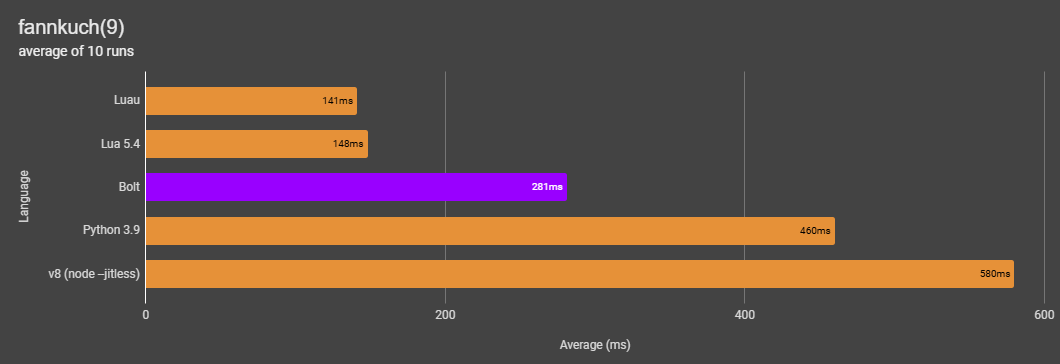 fannkuch(9)
average of 10 runs
Luau
141ms
Lua 5.4
148ms
Bolt
281ms
Python 3.9
460ms
v8 (node –jitless)
580ms
Language
0 200 400 600
Average (ms)